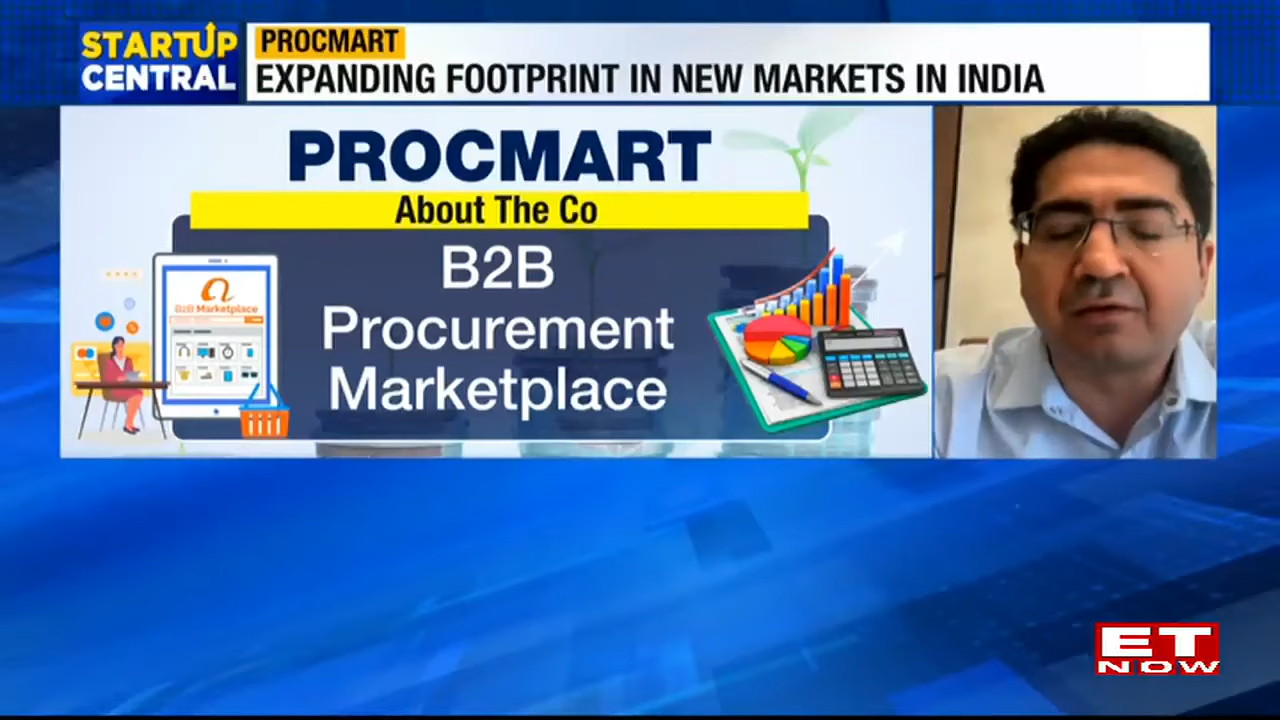 STARTUP
CENTRAL
PROCMART
EXPANDING FOOTPRINT IN NEW MARKETS IN INDIA
PROCMART
About The Co
B2B
Procurement
Marketplace
B2B Marketplace
ET
NOW